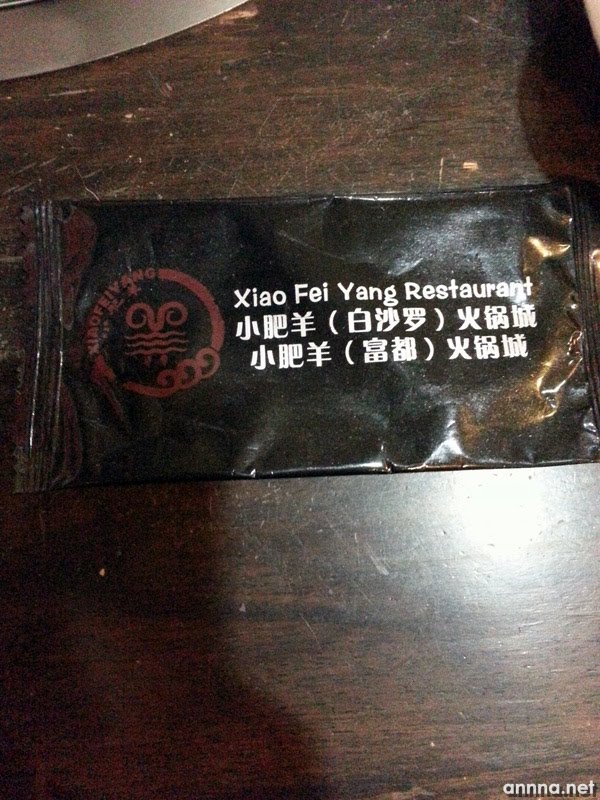 XIAOFEIYANG
Xiao Fei Yang Restaurant
小肥羊（白沙罗）火锅城
小肥羊（富都）火锅城
annna.net